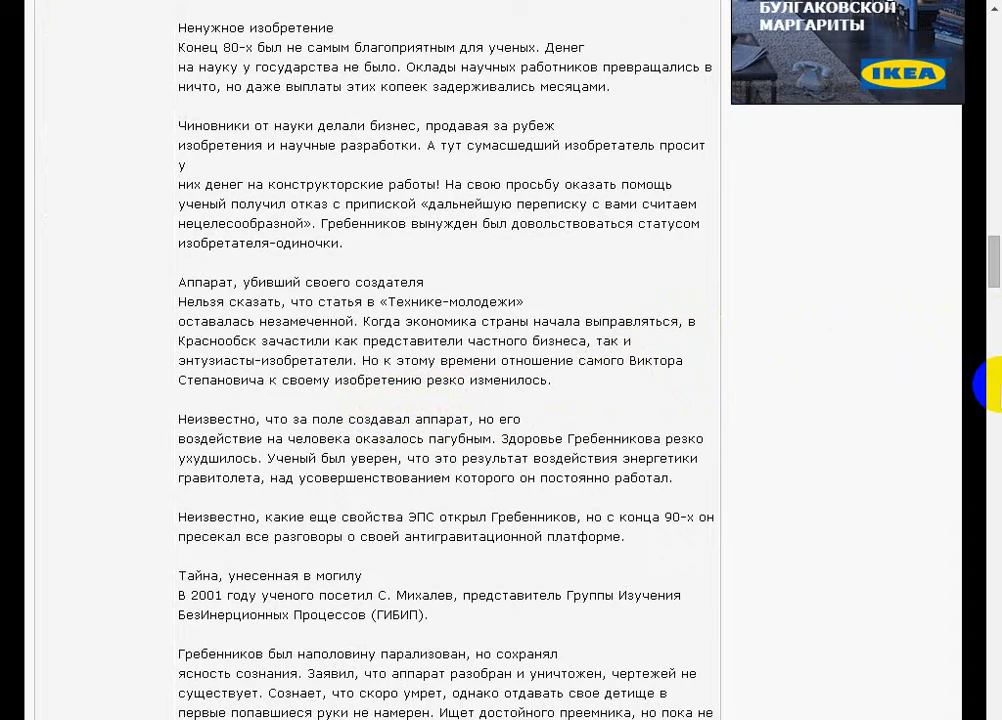 БУЛГАКОВСКОЙ
МАРГАРИТЫ
IKEA
Ненужное изобретение
Конец 80-х был не самым благоприятным для ученых. Денег
на науку у государства не было. Оклады научных работников превращались в
ничто, но даже выплаты этих копеек задерживались месяцами.
Чиновники от науки делали бизнес, продавая за рубеж
изобретения и научные разработки. А тут сумасшедший изобретатель просит
у
них денег на конструкторские работы! На свою просьбу оказать помощь
ученый получил отказ с припиской «дальнейшую переписку с вами считаем
нецелесообразной». Гребенников вынужден был довольствоваться статусом
изобретателя-одиночки.
Аппарат, убивший своего создателя
Нельзя сказать, что статья в «Технике-молодежи»
оставалась незамеченной. Когда экономика страны начала выправляться, в
Краснообск зачастили как представители частного бизнеса, так и
энтузиасты-изобретатели. Но к этому времени отношение самого Виктора
Степановича к своему изобретению резко изменилось.
Неизвестно, что за поле создавал аппарат, но его
воздействие на человека оказалось пагубным. Здоровье Гребенникова резко
ухудшилось. Ученый был уверен, что это результат воздействия энергетики
гравитолета, над усовершенствованием которого он постоянно работал.
Неизвестно, какие еще свойства ЭПС открыл Гребенников, но с конца 90-х он
пресекал все разговоры о своей антигравитационной платформе.
Тайна, унесенная в могилу
В 2001 году ученого посетил С. Михалев, представитель Группы Изучения
БезИнерционных Процессов (ГИБИП).
Гребенников был наполовину парализован, но сохранял
ясность сознания. Заявил, что аппарат разобран и уничтожен, чертежей не
существует. Сознает, что скоро умрет, однако отдавать свое детище в
первые попавшиеся руки не намерен. Ищет достойного преемника, но пока не